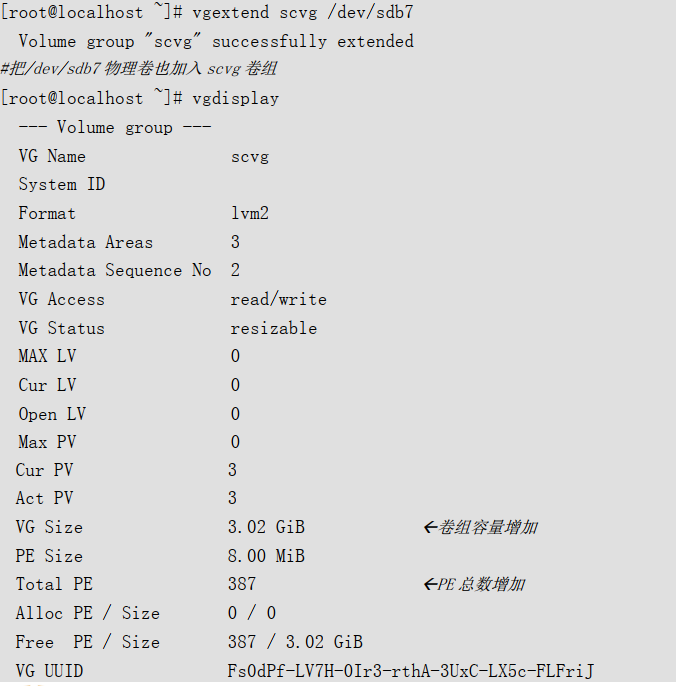 [root@localhost ~]# vgextend scvg /dev/sdb7
Volume group "scvg" successfully extended
#把/dev/sdb7 物理卷也加入 scvg 卷组
[root@localhost ~]# vgdisplay
--- Volume group ---
VG Name scvg
System ID
Format lvm2
Metadata Areas 3
Metadata Sequence No 2
VG Access read/write
VG Status resizable
MAX LV 0
Cur LV 0
Open LV 0
Max PV 0
Cur PV 3
Act PV 3
VG Size 3.02 GiB ←卷组容量增加
PE Size 8.00 MiB
Total PE 387 ←PE 总数增加
Alloc PE / Size 0 / 0
Free PE / Size 387 / 3.02 GiB
VG UUID Fs0dPf-LV7H-0Ir3-rthA-3UxC-LX5c-FLFriJ